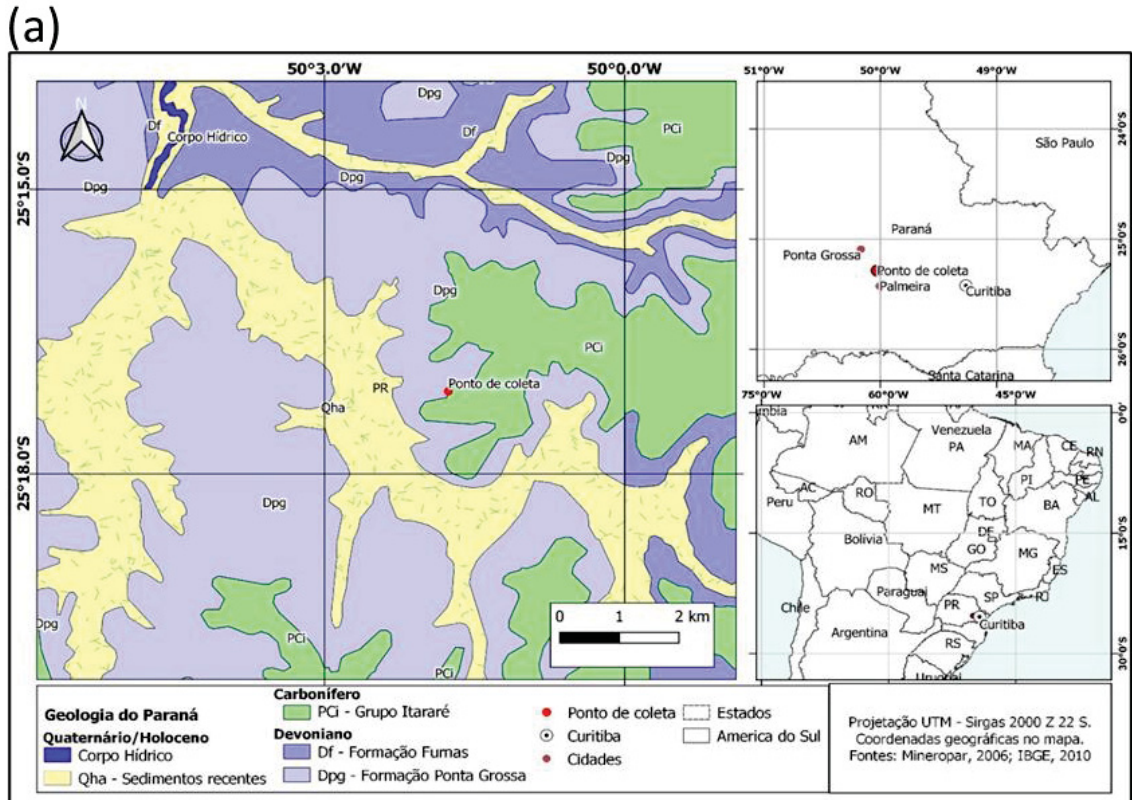 (a)
50°3.0'W
50°0.0'W
25°15.0'S
25°18.0'S
N
Dpg
Df
Corpo Hídrico
Df
PCi
Dpg
Dpg
Dpg
Dpg
PCi
Ponto de coleta
PR
Qha
Dpg
Dpg
PCi
PCi
0 1 2 km
51°W
50°0'W
49°0'W
24°0'S
25°0'S
26°0'S
São Paulo
Paraná
Ponta Grossa
Ponto de coleta
Palmeira
Curitiba
Santa Catarina
75°0'W
60°0'W
45°0'W
0°0'
15°0'S
30°0'S
mbia
Venezuela
AM
PA
MA
CE
RN
PE
PI
AL
AC
RO
TO
BA
Peru
MT
DF
Bolívia
GO
MG
ES
MS
Paraguai
SP
RJ
PR
Chile
Curitiba
Argentina
RS
Uruguai
Geologia do Paraná
Quaternário/Holoceno
Corpo Hídrico
Qha - Sedimentos recentes
Carbonífero
PCi - Grupo Itararé
Devoniano
Df - Formação Furnas
Dpg - Formação Ponta Grossa
Ponto de coleta
Curitiba
Cidades
Estados
America do Sul
Projetação UTM - Sirgas 2000 Z 22 S.
Coordenadas geográficas no mapa.
Fontes: Mineropar, 2006; IBGE, 2010